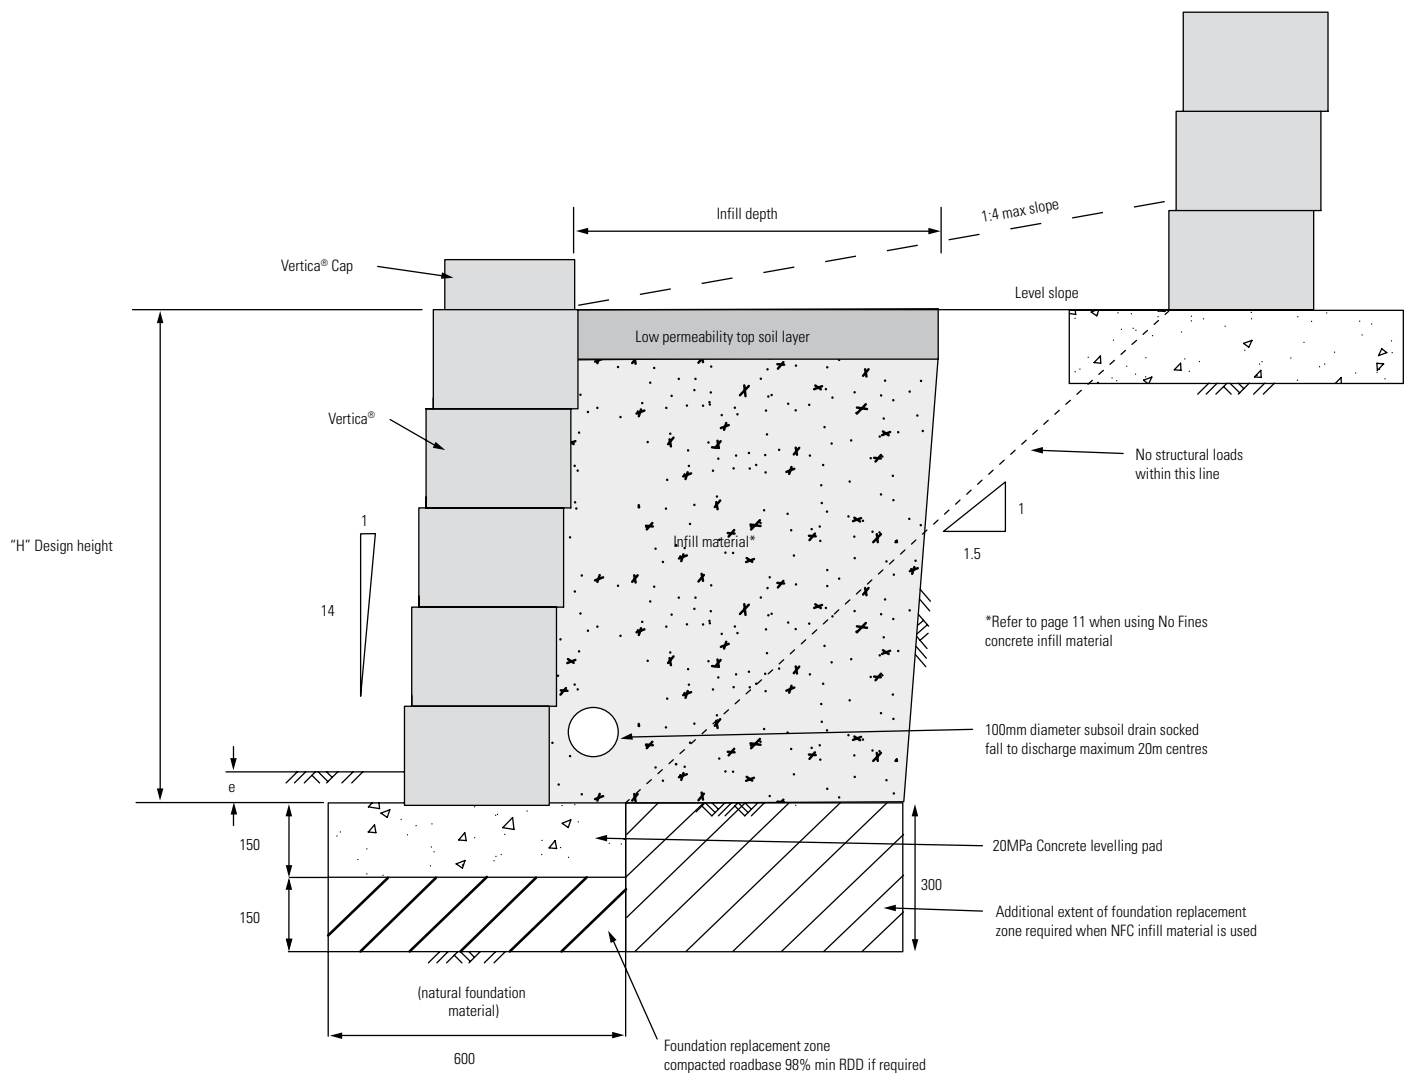 Infill depth
1:4 max slope
Vertica® Cap
Level slope
Low permeability top soil layer
Vertica®
No structural loads
within this line
1
1
1.5
"H" Design height
Infill material*
14
*Refer to page 11 when using No Fines
concrete infill material
100mm diameter subsoil drain socked
fall to discharge maximum 20m centres
e
150
20MPa Concrete levelling pad
300
150
Additional extent of foundation replacement
zone required when NFC infill material is used
(natural foundation
material)
600
Foundation replacement zone
compacted roadbase 98% min RDD if required